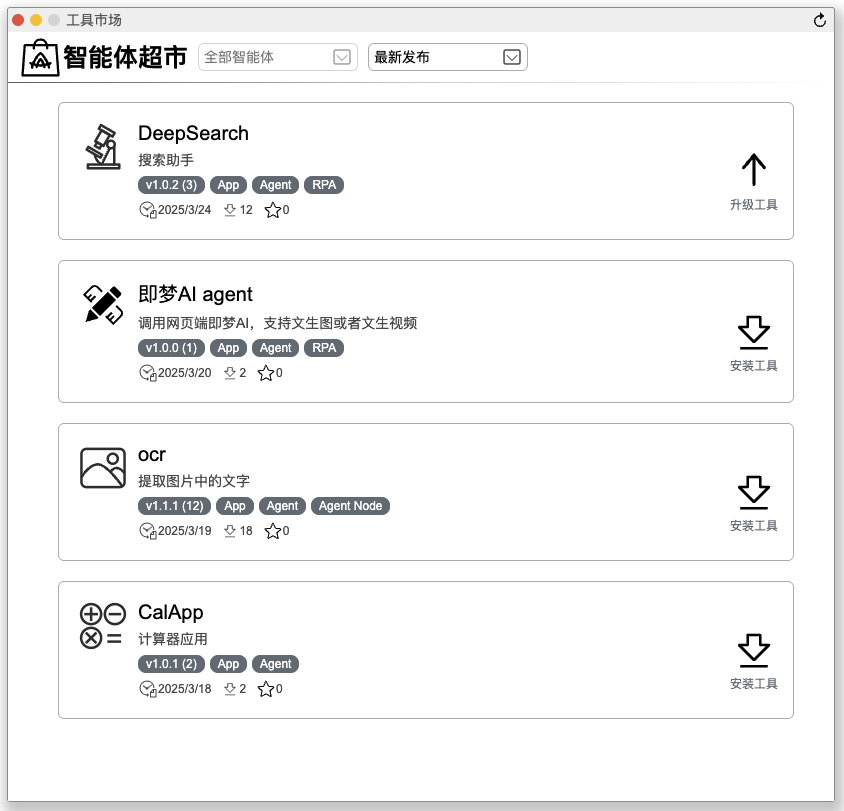 工具市场
智能体超市 全部智能体 最新发布
DeepSearch
搜索助手
v1.0.2 (3) App Agent RPA
2025/3/24 12 0
升级工具
即梦AI agent
调用网页端即梦AI，支持文生图或者文生视频
v1.0.0 (1) App Agent RPA
2025/3/20 2 0
安装工具
ocr
提取图片中的文字
v1.1.1 (12) App Agent Agent Node
2025/3/19 18 0
安装工具
CalApp
计算器应用
v1.0.1 (2) App Agent
2025/3/18 2 0
安装工具